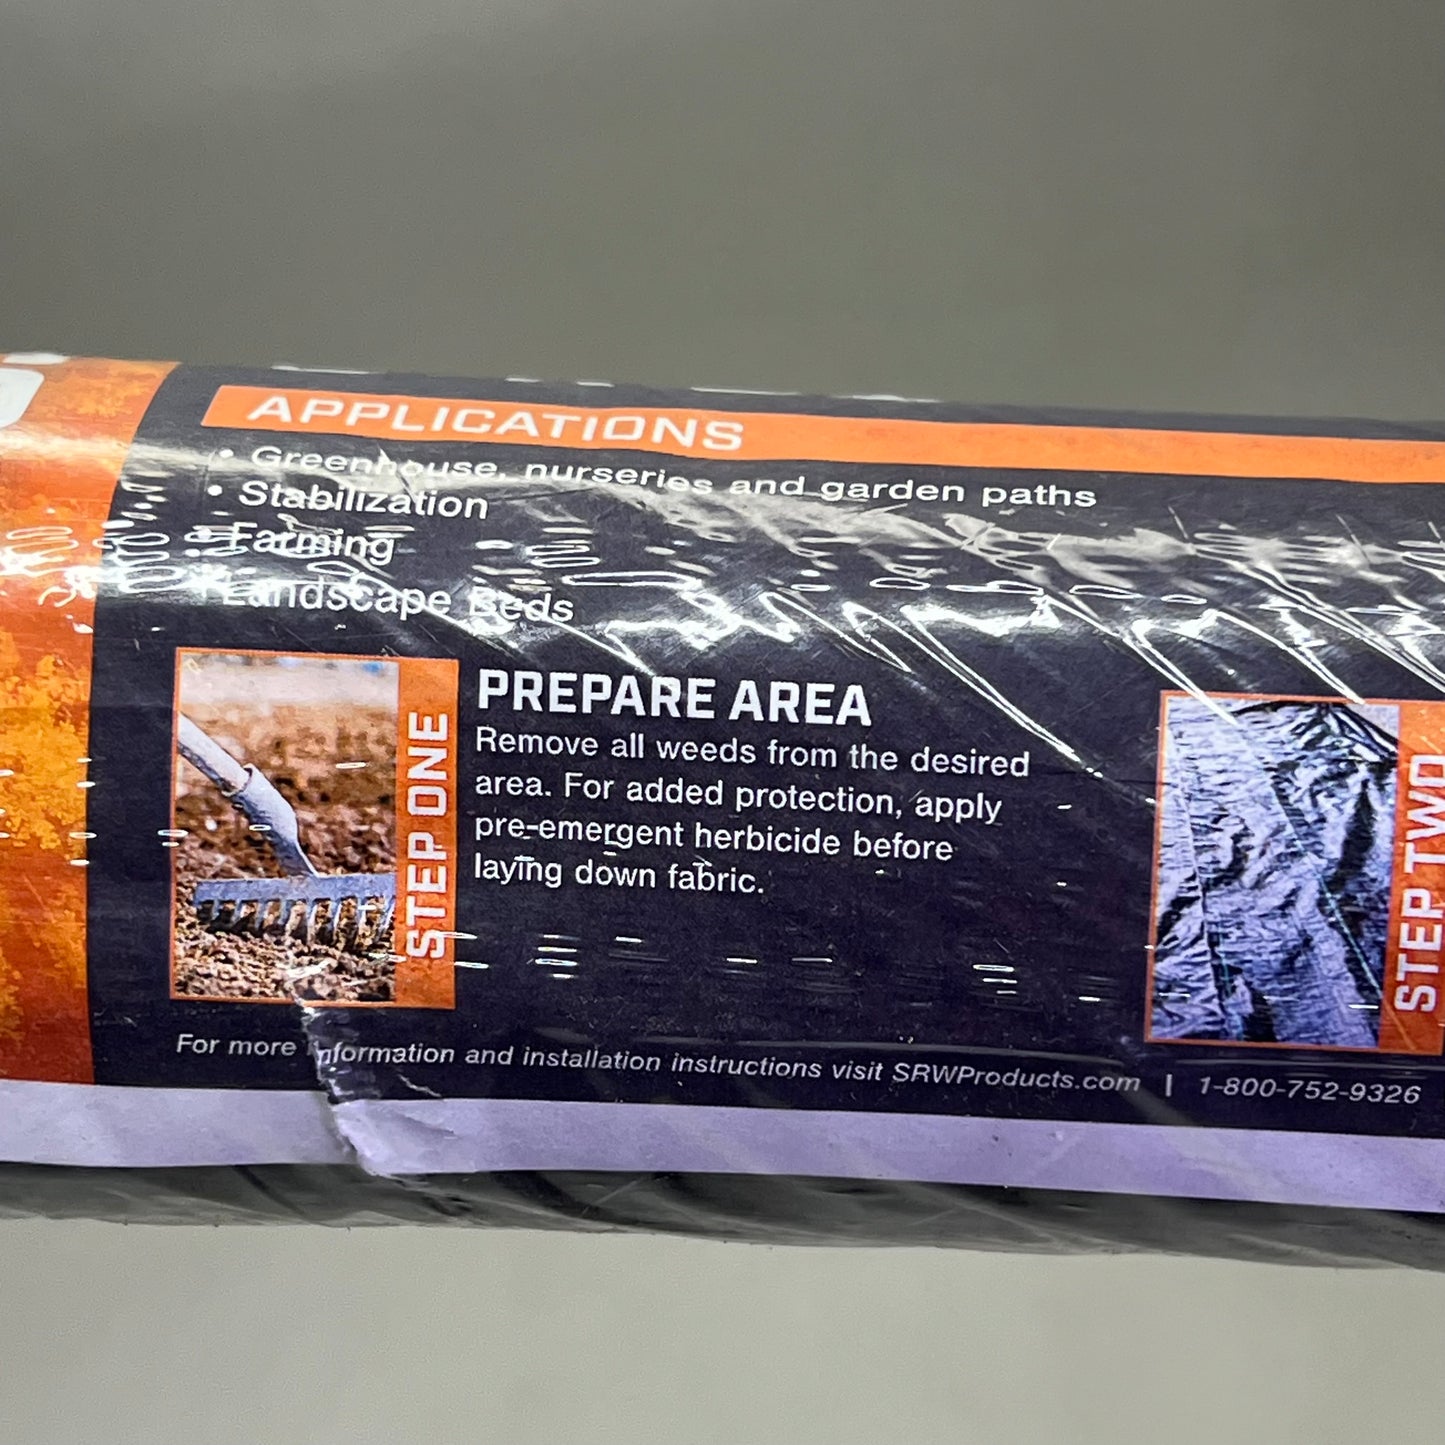 APPLICATIONS
• Greenhouse, nurseries and garden paths
• Stabilization
• Farming
• Landscape Beds
STEP ONE
PREPARE AREA
Remove all weeds from the desired
area. For added protection, apply
pre-emergent herbicide before
laying down fabric.
STEP TWO
For more information and installation instructions visit SRWProducts.com | 1-800-752-9326